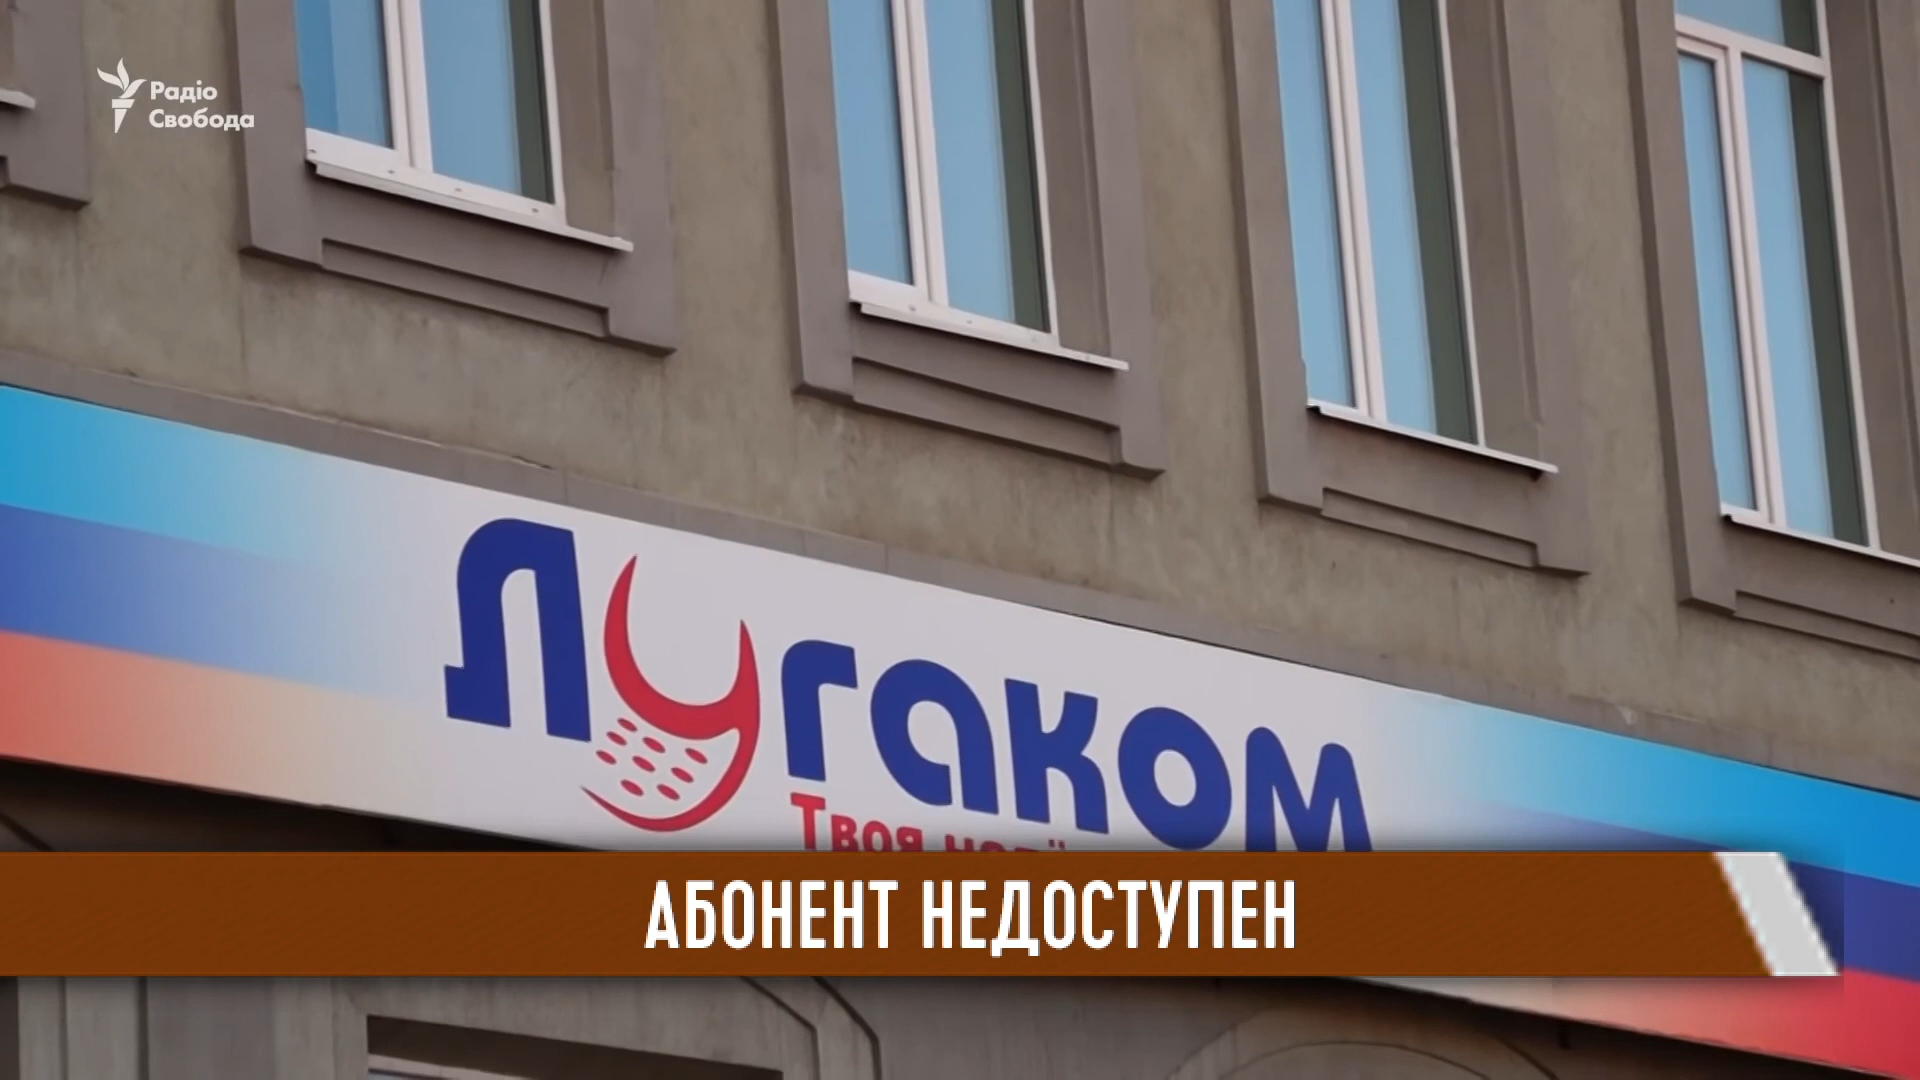 Радіо
Свобода
Лугаком
Твоя
АБОНЕНТ НЕДОСТУПЕН